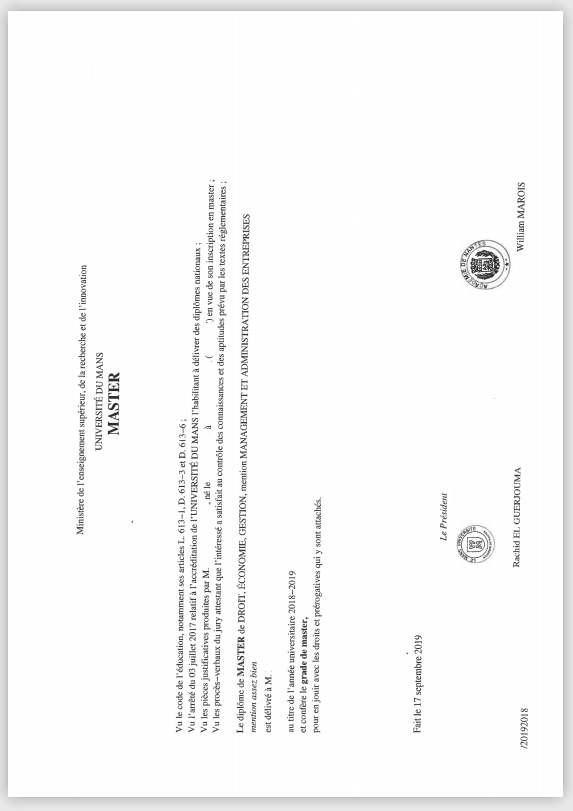 Ministère de l'enseignement supérieur, de la recherche et de l'innovation
UNIVERSITÉ DU MANS
MASTER
Vu le code de l'éducation, notamment ses articles L. 613-1, D. 613-3 et D. 613-6 ;
Vu l'arrêté du 03 juillet 2017 relatif à l'accréditation de l'UNIVERSITÉ DU MANS l'habilitant à délivrer des diplômes nationaux ;
Vu les pièces justificatives produites par M. , né le à ( ) en vue de son inscription en master ;
Vu les procès-verbaux du jury attestant que l'intéressé a satisfait au contrôle des connaissances et des aptitudes prévu par les textes réglementaires ;
Le diplôme de MASTER de DROIT, ÉCONOMIE, GESTION, mention MANAGEMENT ET ADMINISTRATION DES ENTREPRISES
mention assez bien
est délivré à M.
au titre de l'année universitaire 2018-2019
et confère le grade de master,
pour en jouir avec les droits et prérogatives qui y sont attachés.
Fait le 17 septembre 2019
Le Président
LE MANS UNIVERSITÉ
ACADÉMIE DE NANTES
Rachid EL GUERJOUMA
William MAROIS
/20192018